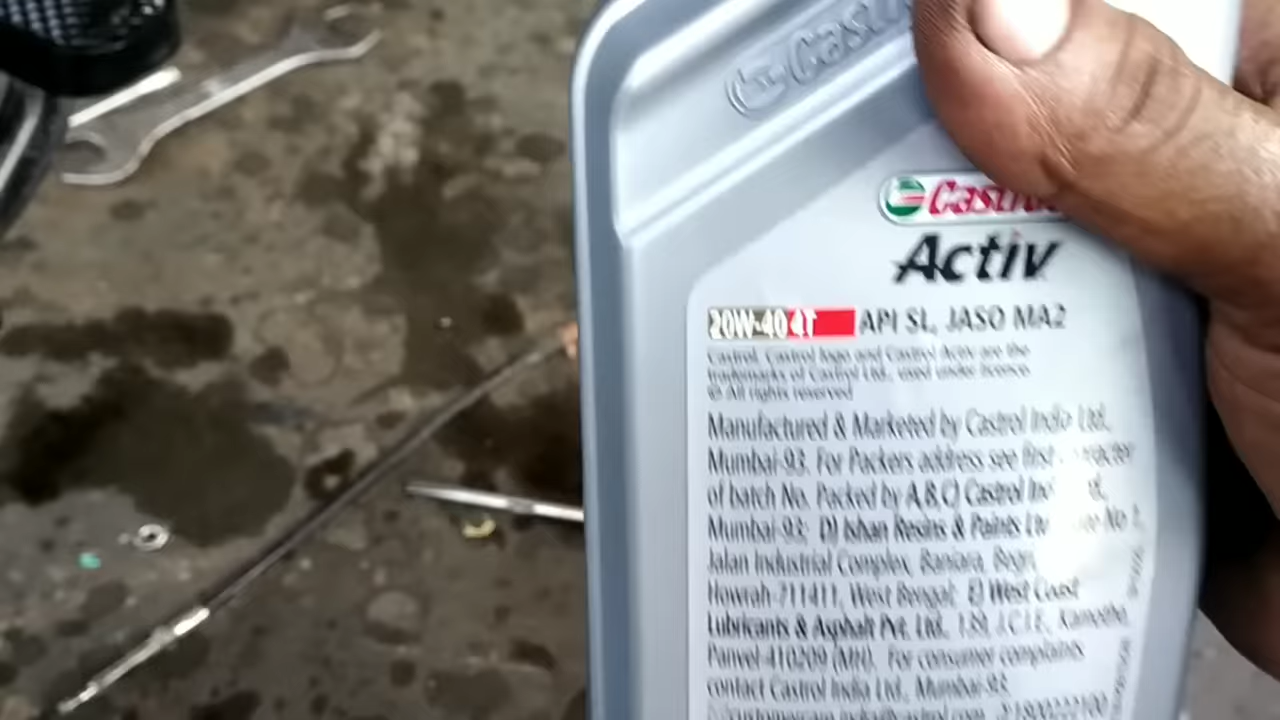 Castrol
Castrol
Activ
20W-40 4T API SL, JASO MA2
Castrol, Castrol logo and Castrol Activ are the
trademarks of Castrol Ltd., used under licence.
© All rights reserved
Manufactured & Marketed by Castrol India Ltd.,
Mumbai-93. For Packers address see first
of batch No. Packed by A,B,C) Castrol
Mumbai-93; D) Ishan Resins & Paints
Jalan Industrial Complex, Baniara,
Howrah-711411, West Bengal; E) West Coast
Lubricants & Asphalt Pvt. Ltd.,
Panvel-410209 (MH). For consumer complaints
contact Castrol India Ltd., Mumbai-93